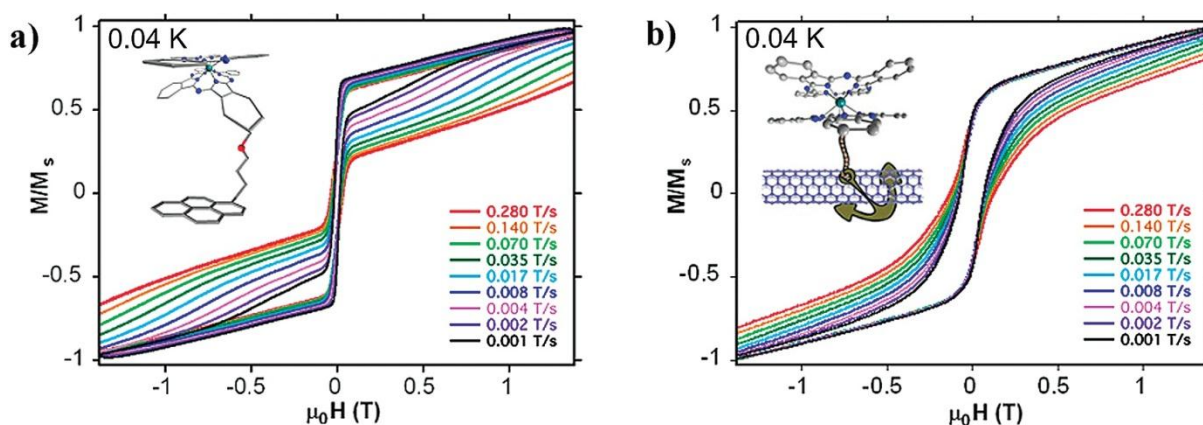 a)
0.04 K
M/Mₛ
1
0.5
0
-0.5
-1
0.280 T/s
0.140 T/s
0.070 T/s
0.035 T/s
0.017 T/s
0.008 T/s
0.004 T/s
0.002 T/s
0.001 T/s
-1
-0.5
0
0.5
1
μ₀H (T)
b)
0.04 K
M/Mₛ
1
0.5
0
-0.5
-1
0.280 T/s
0.140 T/s
0.070 T/s
0.035 T/s
0.017 T/s
0.008 T/s
0.004 T/s
0.002 T/s
0.001 T/s
-1
-0.5
0
0.5
1
μ₀H (T)